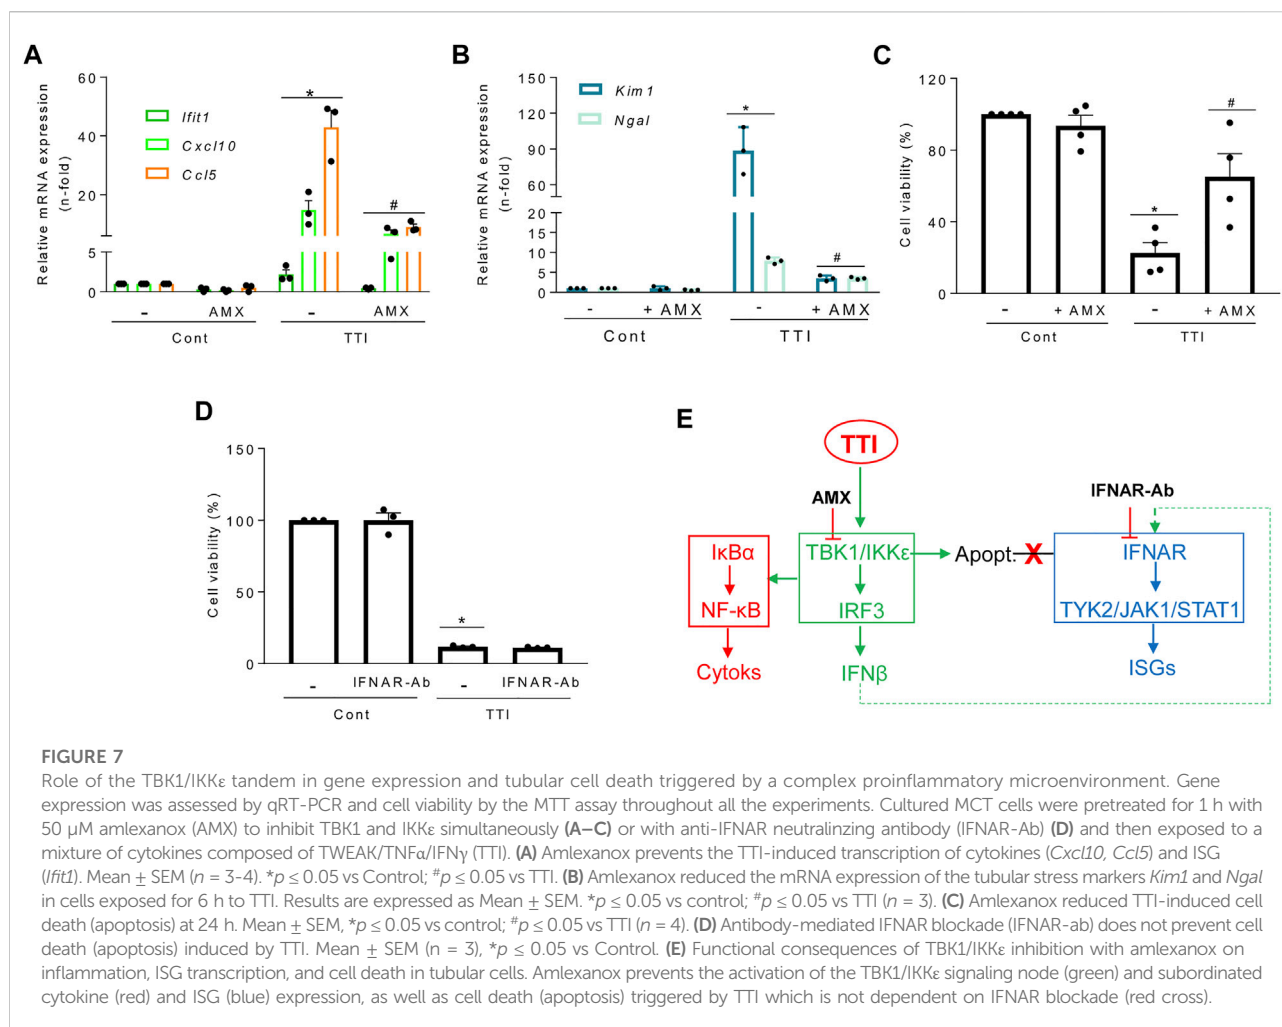 A
Relative mRNA expression
(n-fold)
60
40
20
5
0
Ifit1
Cxcl10
Ccl5
*
#
-
AMX
-
AMX
Cont
TTI
B
Relative mRNA expression
(n-fold)
150
120
90
60
30
20
15
10
5
0
Kim1
Ngal
*
#
-
+ AMX
-
+ AMX
Cont
TTI
C
Cell viability (%)
120
80
40
0
*
#
-
+ AMX
-
+ AMX
Cont
TTI
D
Cell viability (%)
150
100
50
0
*
-
IFNAR-Ab
-
IFNAR-Ab
Cont
TTI
E
TTI
AMX
IFNAR-Ab
IκBα
TBK1/IKKε
Apopt.
X
IFNAR
NF-κB
IRF3
TYK2/JAK1/STAT1
Cytoks
IFNβ
ISGs
FIGURE 7
Role of the TBK1/IKKε tandem in gene expression and tubular cell death triggered by a complex proinflammatory microenvironment. Gene
expression was assessed by qRT-PCR and cell viability by the MTT assay throughout all the experiments. Cultured MCT cells were pretreated for 1 h with
50 µM amlexanox (AMX) to inhibit TBK1 and IKKε simultaneously (A–C) or with anti-IFNAR neutralinzing antibody (IFNAR-Ab) (D) and then exposed to a
mixture of cytokines composed of TWEAK/TNFα/IFNγ (TTI). (A) Amlexanox prevents the TTI-induced transcription of cytokines (Cxcl10, Ccl5) and ISG
(Ifit1). Mean ± SEM (n = 3-4). *p ≤ 0.05 vs Control; #p ≤ 0.05 vs TTI. (B) Amlexanox reduced the mRNA expression of the tubular stress markers Kim1 and Ngal
in cells exposed for 6 h to TTI. Results are expressed as Mean ± SEM. *p ≤ 0.05 vs control; #p ≤ 0.05 vs TTI (n = 3). (C) Amlexanox reduced TTI-induced cell
death (apoptosis) at 24 h. Mean ± SEM, *p ≤ 0.05 vs control; #p ≤ 0.05 vs TTI (n = 4). (D) Antibody-mediated IFNAR blockade (IFNAR-ab) does not prevent cell
death (apoptosis) induced by TTI. Mean ± SEM (n = 3), *p ≤ 0.05 vs Control. (E) Functional consequences of TBK1/IKKε inhibition with amlexanox on
inflammation, ISG transcription, and cell death in tubular cells. Amlexanox prevents the activation of the TBK1/IKKε signaling node (green) and subordinated
cytokine (red) and ISG (blue) expression, as well as cell death (apoptosis) triggered by TTI which is not dependent on IFNAR blockade (red cross).